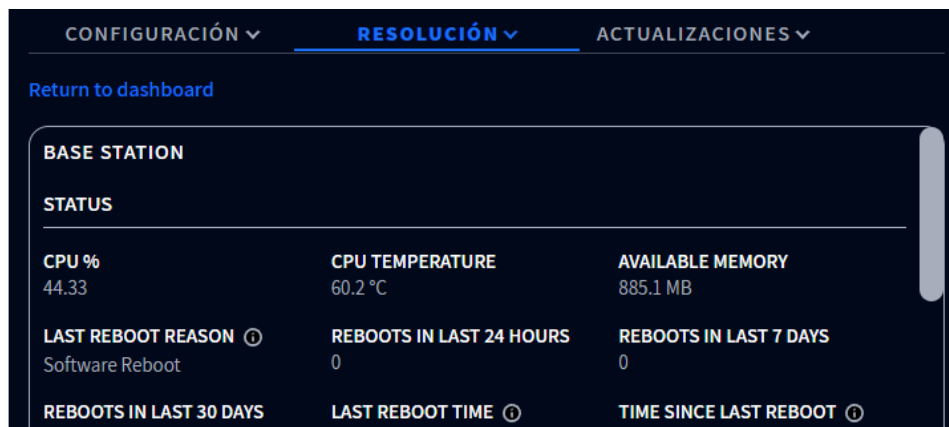 CONFIGURACIÓN RESOLUCIÓN ACTUALIZACIONES
Return to dashboard
BASE STATION
STATUS
CPU % CPU TEMPERATURE AVAILABLE MEMORY
44.33 60.2 °C 885.1 MB
LAST REBOOT REASON REBOOTS IN LAST 24 HOURS REBOOTS IN LAST 7 DAYS
Software Reboot 0 0
REBOOTS IN LAST 30 DAYS LAST REBOOT TIME TIME SINCE LAST REBOOT